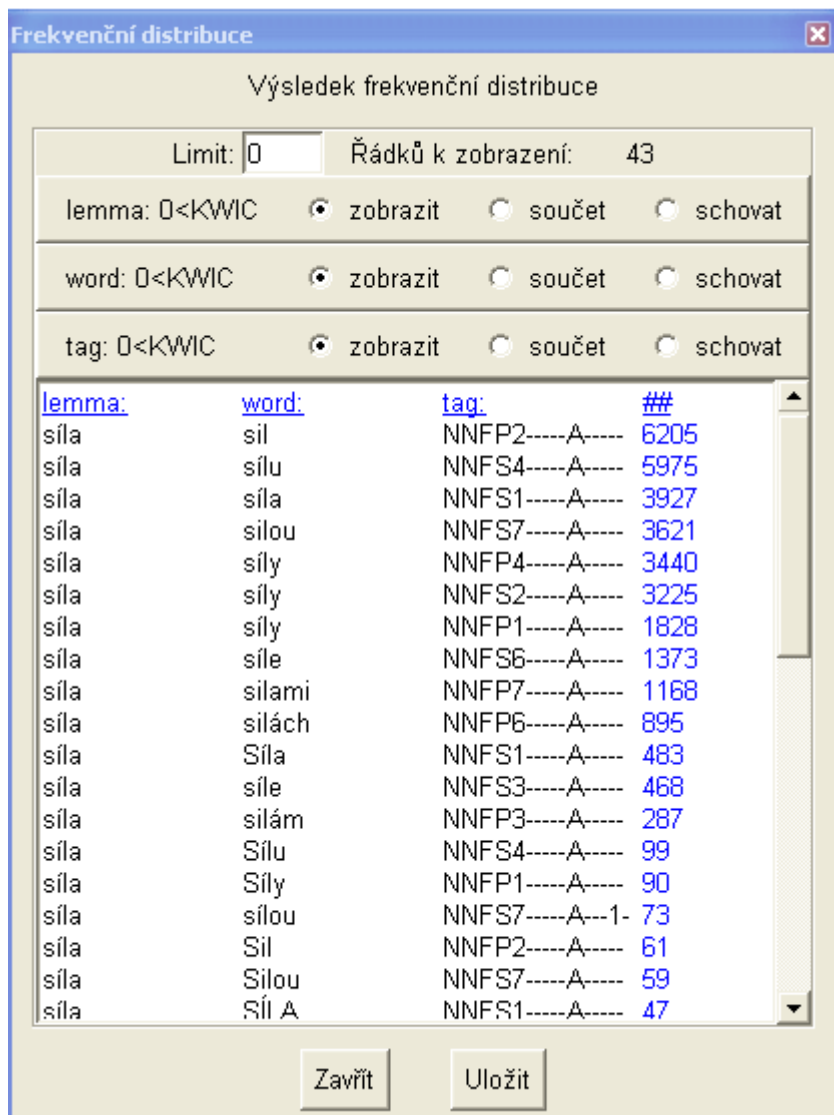 Frekvenční distribuce
Výsledek frekvenční distribuce
Limit: 0 Řádků k zobrazení: 43
lemma: 0<KWIC zobrazit součet schovat
word: 0<KWIC zobrazit součet schovat
tag: 0<KWIC zobrazit součet schovat
lemma: word: tag: ##
síla sil NNFP2-----A----- 6205
síla sílu NNFS4-----A----- 5975
síla síla NNFS1-----A----- 3927
síla silou NNFS7-----A----- 3621
síla síly NNFP4-----A----- 3440
síla síly NNFS2-----A----- 3225
síla síly NNFP1-----A----- 1828
síla síle NNFS6-----A----- 1373
síla silami NNFP7-----A----- 1168
síla silách NNFP6-----A----- 895
síla Síla NNFS1-----A----- 483
síla síle NNFS3-----A----- 468
síla silám NNFP3-----A----- 287
síla Sílu NNFS4-----A----- 99
síla Síly NNFP1-----A----- 90
síla sílou NNFS7-----A---1- 73
síla Sil NNFP2-----A----- 61
síla Silou NNFS7-----A----- 59
síla SÍLA NNFS1-----A----- 47
Zavřít Uložit